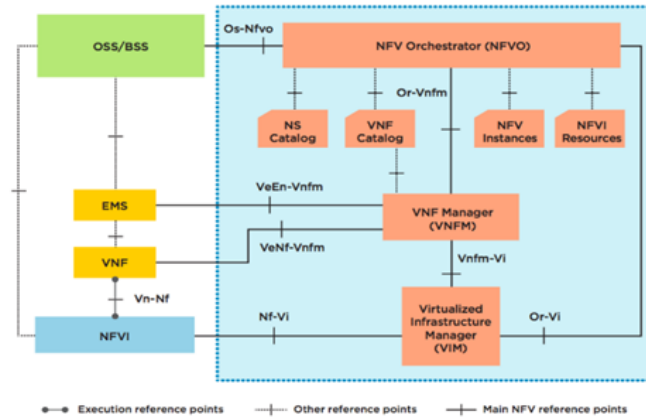 OSS/BSS
Os-Nfvo
NFV Orchestrator (NFVO)
Or-Vnfm
NS
Catalog
VNF
Catalog
NFV
Instances
NFVI
Resources
EMS
VeEn-Vnfm
VNF Manager
(VNFM)
VeNf-Vnfm
VNF
Vnfm-Vi
Vn-Nf
Virtualized
Infrastructure
Manager
(VIM)
NFVI
Nf-Vi
Or-Vi
Execution reference points
Other reference points
Main NFV reference points